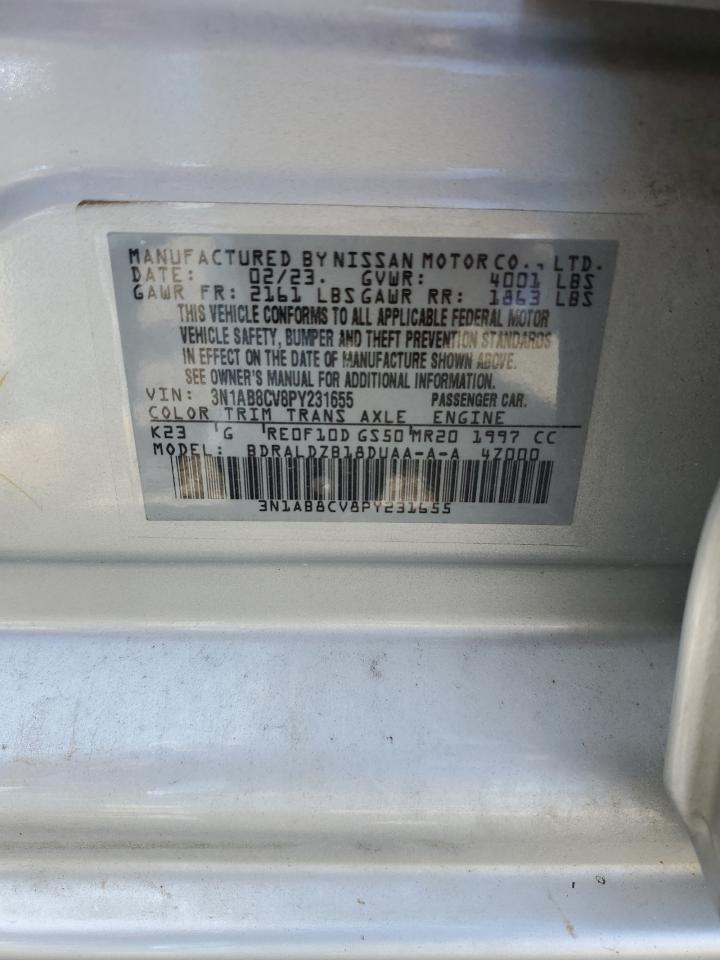 MANUFACTURED BY NISSAN MOTOR CO., LTD.
DATE: 02/23. GVWR: 4001 LBS
GAWR FR: 2161 LBS GAWR RR: 1863 LBS
THIS VEHICLE CONFORMS TO ALL APPLICABLE FEDERAL MOTOR
VEHICLE SAFETY, BUMPER AND THEFT PREVENTION STANDARDS
IN EFFECT ON THE DATE OF MANUFACTURE SHOWN ABOVE.
SEE OWNER'S MANUAL FOR ADDITIONAL INFORMATION.
VIN: 3N1AB8CV8PY231655 PASSENGER CAR.
COLOR TRIM TRANS AXLE ENGINE
K23 G RE0F10D GS50 MR20 1997 CC
MODEL: BDRALDZB18DUAA-A-A 4Z000
3N1AB8CV8PY231655